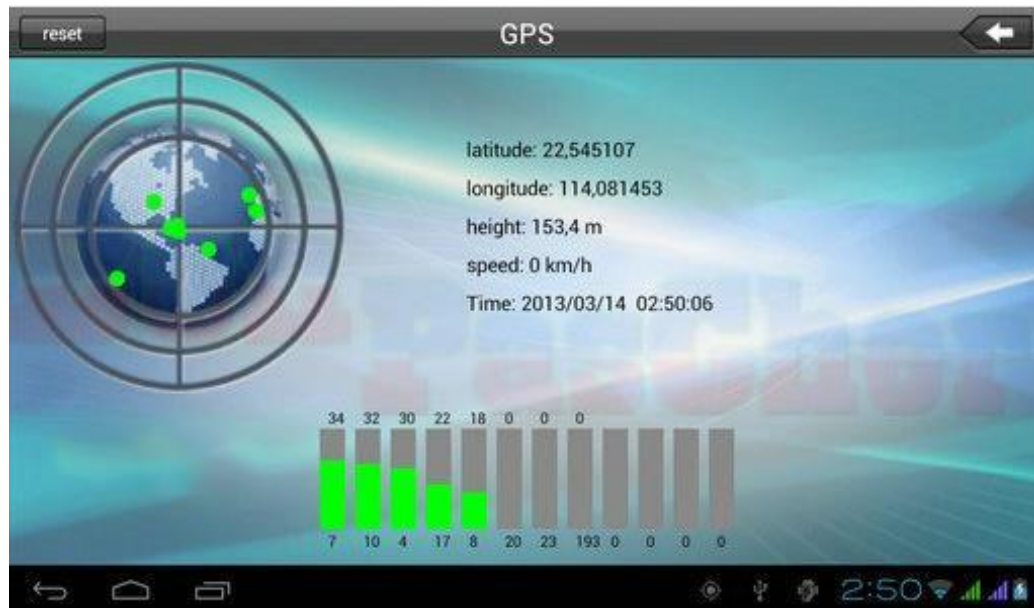 reset GPS
latitude: 22,545107
longitude: 114,081453
height: 153,4 m
speed: 0 km/h
Time: 2013/03/14 02:50:06
34 32 30 22 18 0 0 0
7 10 4 17 8 20 23 193 0 0 0 0
2:50